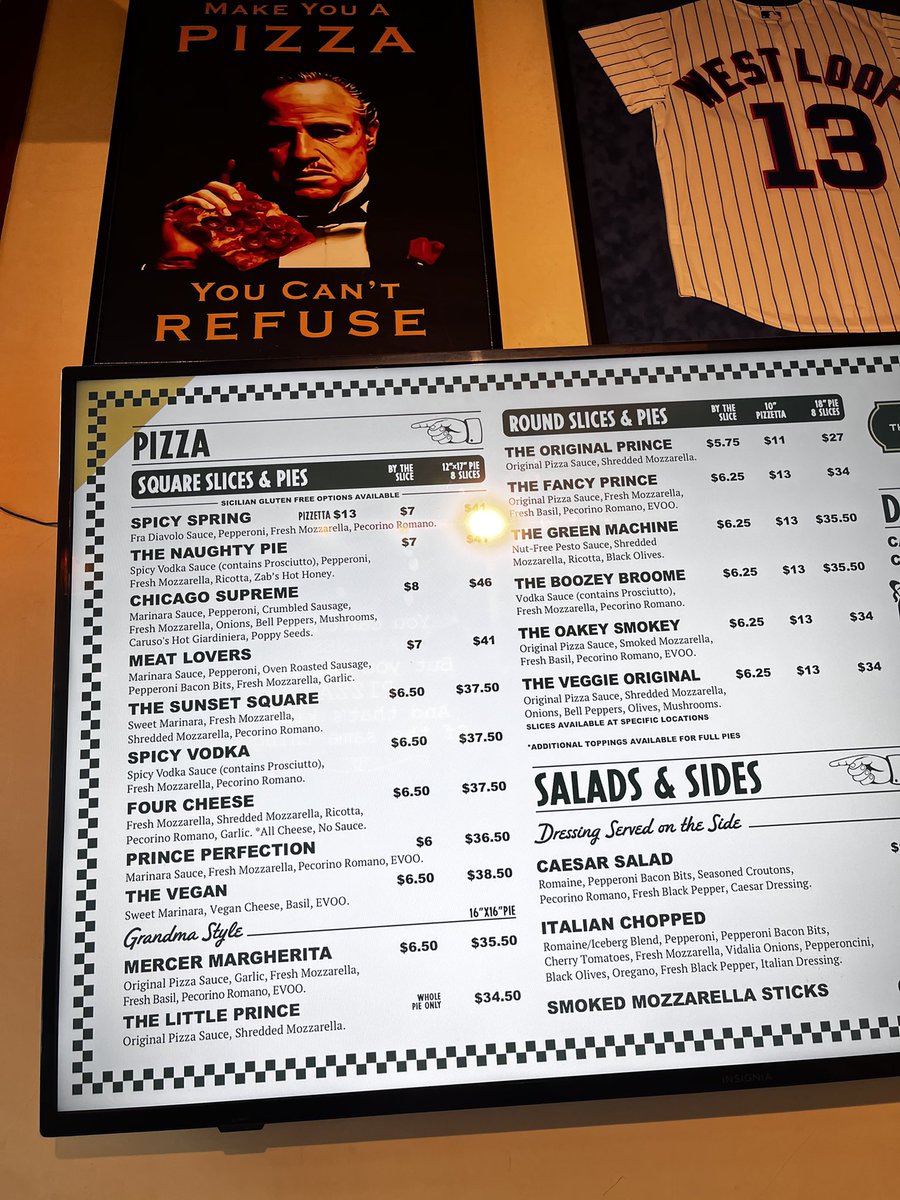 MAKE YOU A
PIZZA
YOU CAN'T
REFUSE
WEST LOOP
13
PIZZA
SQUARE SLICES & PIES BY THE SLICE 12"x17" PIE 8 SLICES
SICILIAN GLUTEN FREE OPTIONS AVAILABLE
SPICY SPRING PIZZETTA $13 $7 $41
Fra Diavolo Sauce, Pepperoni, Fresh Mozzarella, Pecorino Romano.
THE NAUGHTY PIE $7 $41
Spicy Vodka Sauce (contains Prosciutto), Pepperoni,
Fresh Mozzarella, Ricotta, Zab's Hot Honey.
CHICAGO SUPREME $8 $46
Marinara Sauce, Pepperoni, Crumbled Sausage,
Fresh Mozzarella, Onions, Bell Peppers, Mushrooms,
Caruso's Hot Giardiniera, Poppy Seeds.
MEAT LOVERS $7 $41
Marinara Sauce, Pepperoni, Oven Roasted Sausage,
Pepperoni Bacon Bits, Fresh Mozzarella, Garlic.
THE SUNSET SQUARE $6.50 $37.50
Sweet Marinara, Fresh Mozzarella,
Shredded Mozzarella, Pecorino Romano.
SPICY VODKA $6.50 $37.50
Spicy Vodka Sauce (contains Prosciutto),
Fresh Mozzarella, Pecorino Romano.
FOUR CHEESE $6.50 $37.50
Fresh Mozzarella, Shredded Mozzarella, Ricotta,
Pecorino Romano, Garlic. *All Cheese, No Sauce.
PRINCE PERFECTION $6 $36.50
Marinara Sauce, Fresh Mozzarella, Pecorino Romano, EVOO.
THE VEGAN $6.50 $38.50
Sweet Marinara, Vegan Cheese, Basil, EVOO.
Grandma Style 16"X16"PIE
MERCER MARGHERITA $6.50 $35.50
Original Pizza Sauce, Garlic, Fresh Mozzarella,
Fresh Basil, Pecorino Romano, EVOO.
THE LITTLE PRINCE WHOLE PIE ONLY $34.50
Original Pizza Sauce, Shredded Mozzarella.
ROUND SLICES & PIES BY THE SLICE 10" PIZZETTA 18" PIE 8 SLICES
THE ORIGINAL PRINCE $5.75 $11 $27
Original Pizza Sauce, Shredded Mozzarella.
THE FANCY PRINCE $6.25 $13 $34
Original Pizza Sauce, Fresh Mozzarella,
Fresh Basil, Pecorino Romano, EVOO.
THE GREEN MACHINE $6.25 $13 $35.50
Nut-Free Pesto Sauce, Shredded
Mozzarella, Ricotta, Black Olives.
THE BOOZEY BROOME $6.25 $13 $35.50
Vodka Sauce (contains Prosciutto),
Fresh Mozzarella, Pecorino Romano.
THE OAKEY SMOKEY $6.25 $13 $34
Original Pizza Sauce, Smoked Mozzarella,
Fresh Basil, Pecorino Romano, EVOO.
THE VEGGIE ORIGINAL $6.25 $13 $34
Original Pizza Sauce, Shredded Mozzarella,
Onions, Bell Peppers, Olives, Mushrooms.
SLICES AVAILABLE AT SPECIFIC LOCATIONS
*ADDITIONAL TOPPINGS AVAILABLE FOR FULL PIES
SALADS & SIDES
Dressing Served on the Side
CAESAR SALAD
Romaine, Pepperoni Bacon Bits, Seasoned Croutons,
Pecorino Romano, Fresh Black Pepper, Caesar Dressing.
ITALIAN CHOPPED
Romaine/Iceberg Blend, Pepperoni, Pepperoni Bacon Bits,
Cherry Tomatoes, Fresh Mozzarella, Vidalia Onions, Pepperoncini,
Black Olives, Oregano, Fresh Black Pepper, Italian Dressing.
SMOKED MOZZARELLA STICKS
INSIGNIA